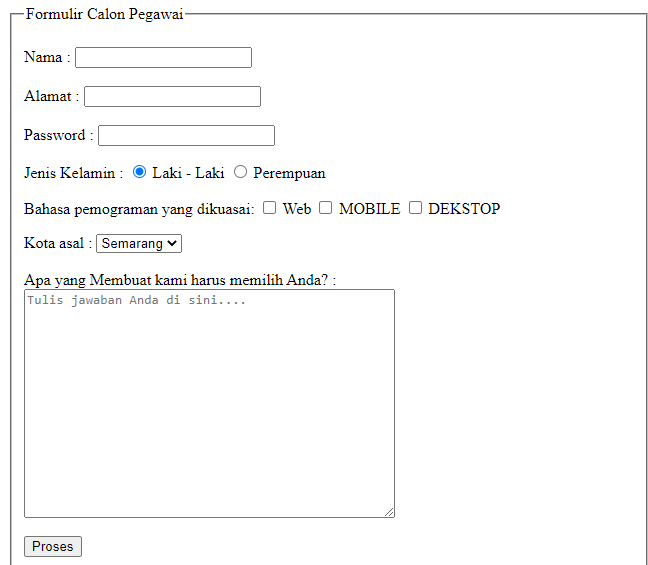 Formulir Calon Pegawai
Nama :
Alamat :
Password :
Jenis Kelamin : Laki - Laki Perempuan
Bahasa pemograman yang dikuasai: Web MOBILE DEKSTOP
Kota asal : Semarang
Apa yang Membuat kami harus memilih Anda? :
Tulis jawaban Anda di sini....
Proses